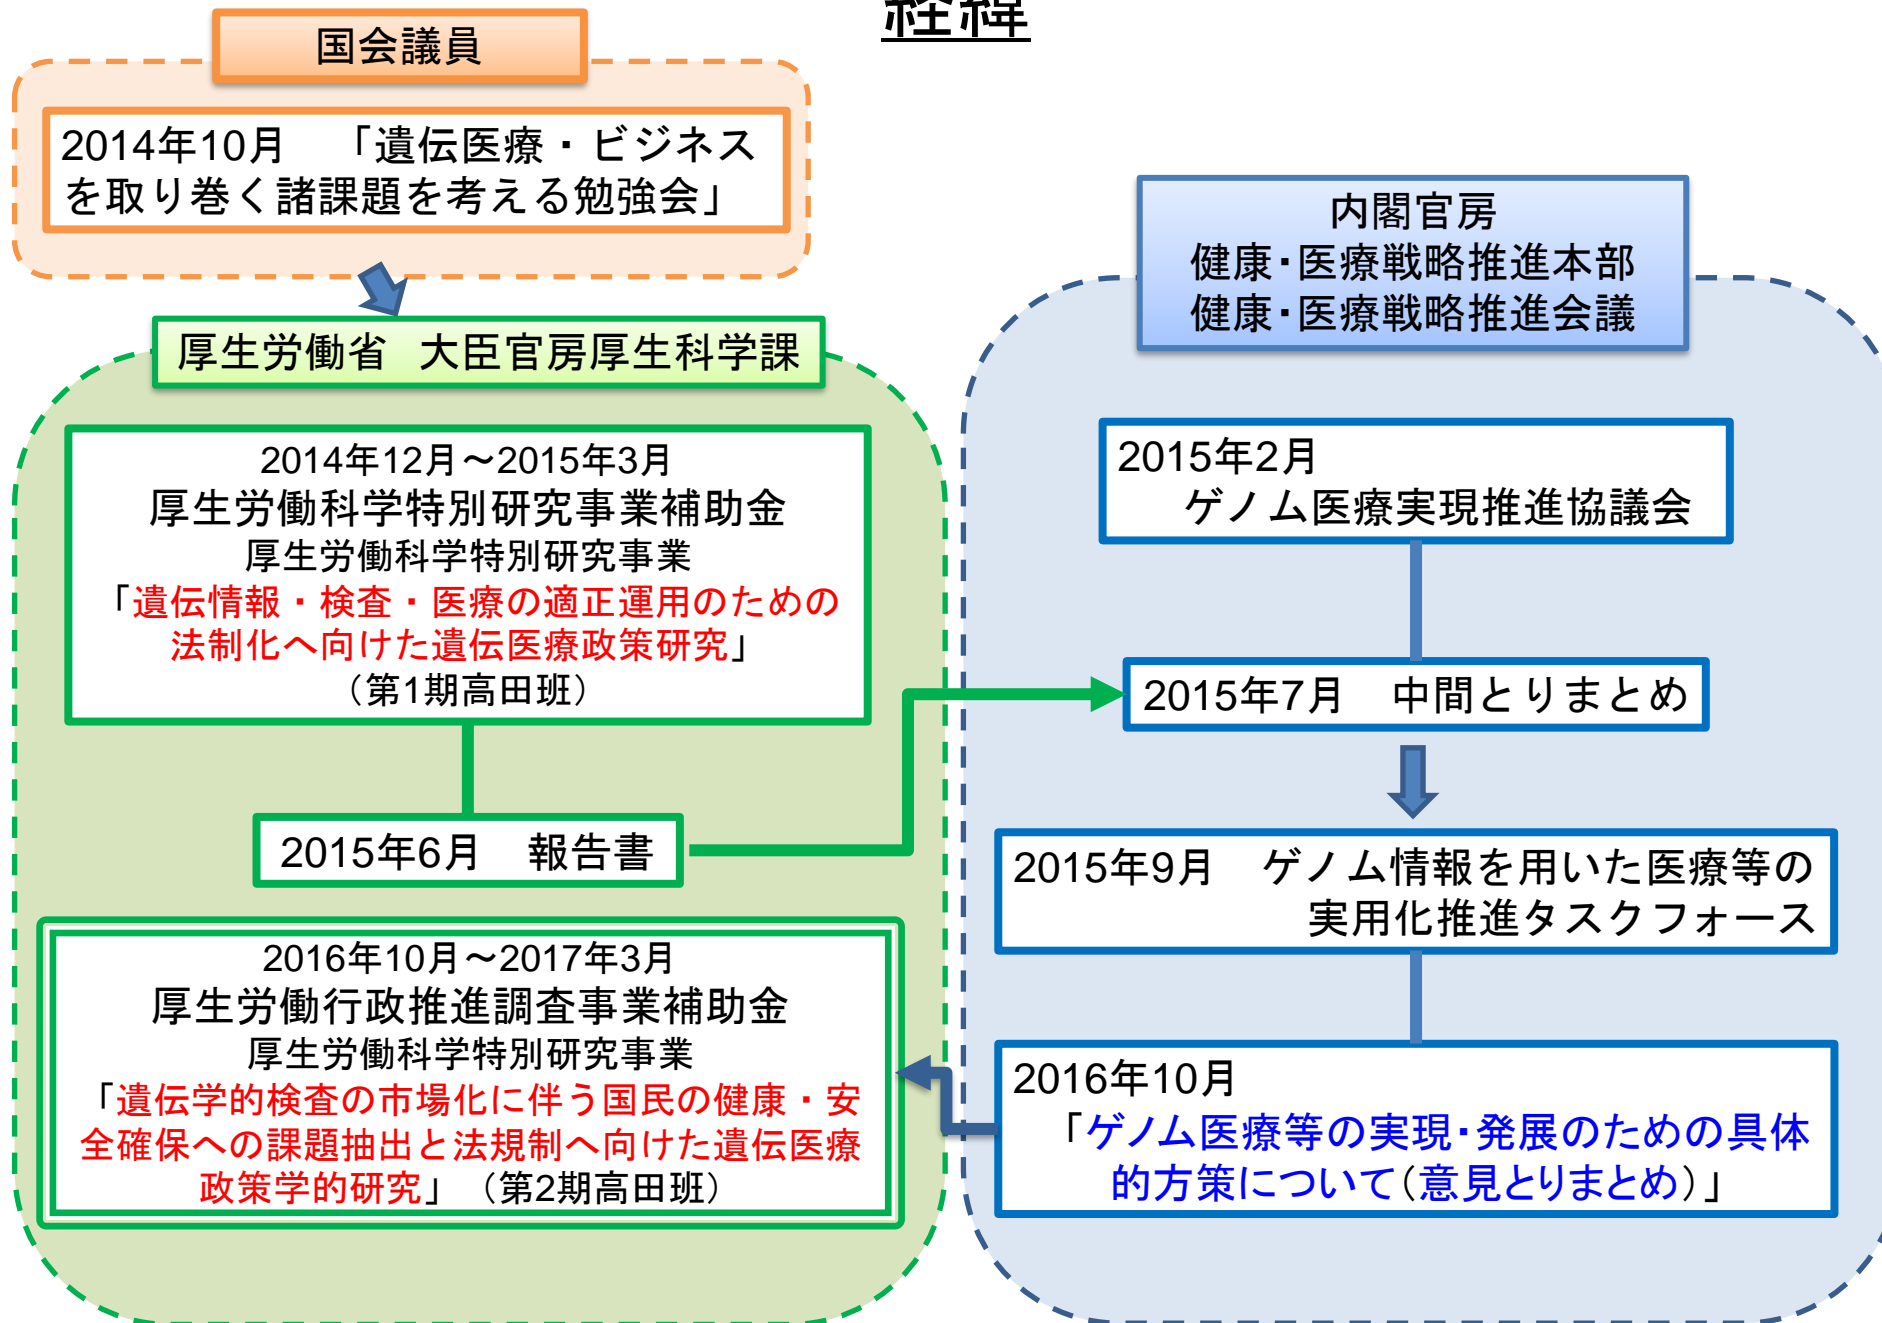 経緯
国会議員
2014年10月　「遺伝医療・ビジネス
を取り巻く諸課題を考える勉強会」
厚生労働省　大臣官房厚生科学課
2014年12月～2015年3月
厚生労働科学特別研究事業補助金
厚生労働科学特別研究事業
「遺伝情報・検査・医療の適正運用のための
法制化へ向けた遺伝医療政策研究」
（第1期高田班）
2015年6月　報告書
2016年10月～2017年3月
厚生労働行政推進調査事業補助金
厚生労働科学特別研究事業
「遺伝学的検査の市場化に伴う国民の健康・安
全確保への課題抽出と法規制へ向けた遺伝医療
政策学的研究」（第2期高田班）
内閣官房
健康・医療戦略推進本部
健康・医療戦略推進会議
2015年2月
ゲノム医療実現推進協議会
2015年7月　中間とりまとめ
2015年9月　ゲノム情報を用いた医療等の
実用化推進タスクフォース
2016年10月
「ゲノム医療等の実現・発展のための具体
的方策について（意見とりまとめ）」